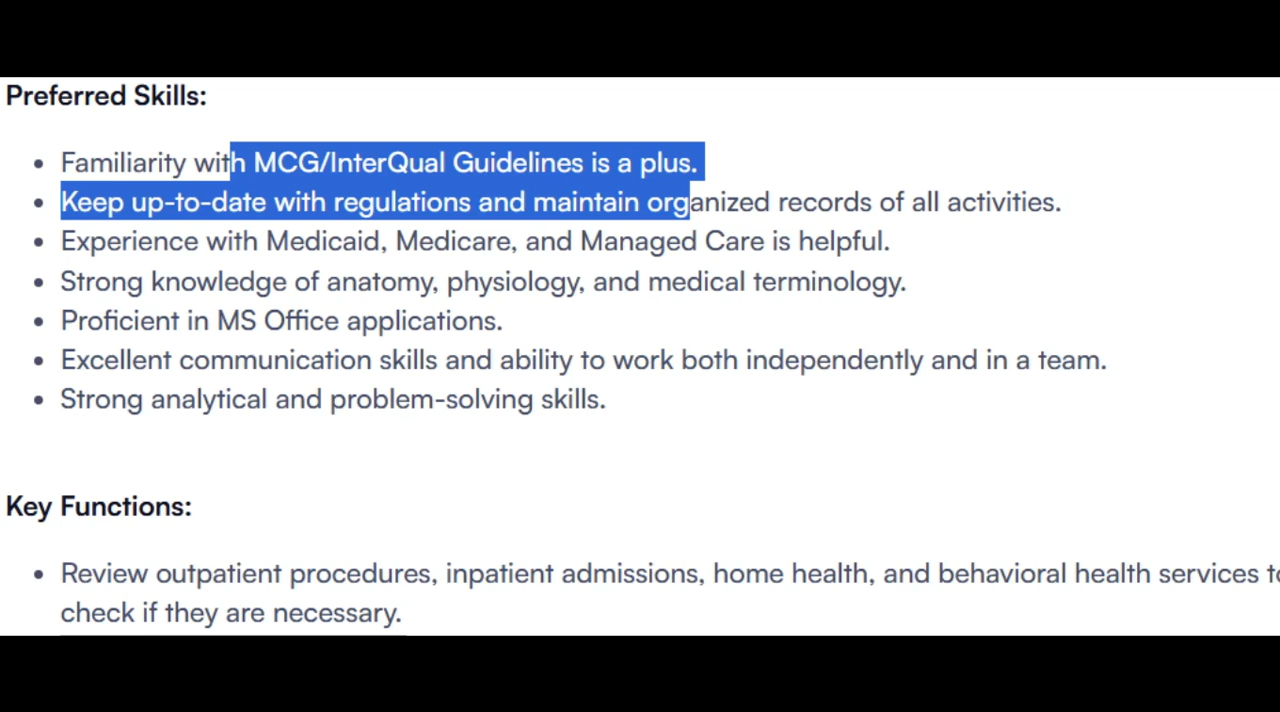 Preferred Skills:
Familiarity with MCG/InterQual Guidelines is a plus.
Keep up-to-date with regulations and maintain organized records of all activities.
Experience with Medicaid, Medicare, and Managed Care is helpful.
Strong knowledge of anatomy, physiology, and medical terminology.
Proficient in MS Office applications.
Excellent communication skills and ability to work both independently and in a team.
Strong analytical and problem-solving skills.
Key Functions:
Review outpatient procedures, inpatient admissions, home health, and behavioral health services to
check if they are necessary.